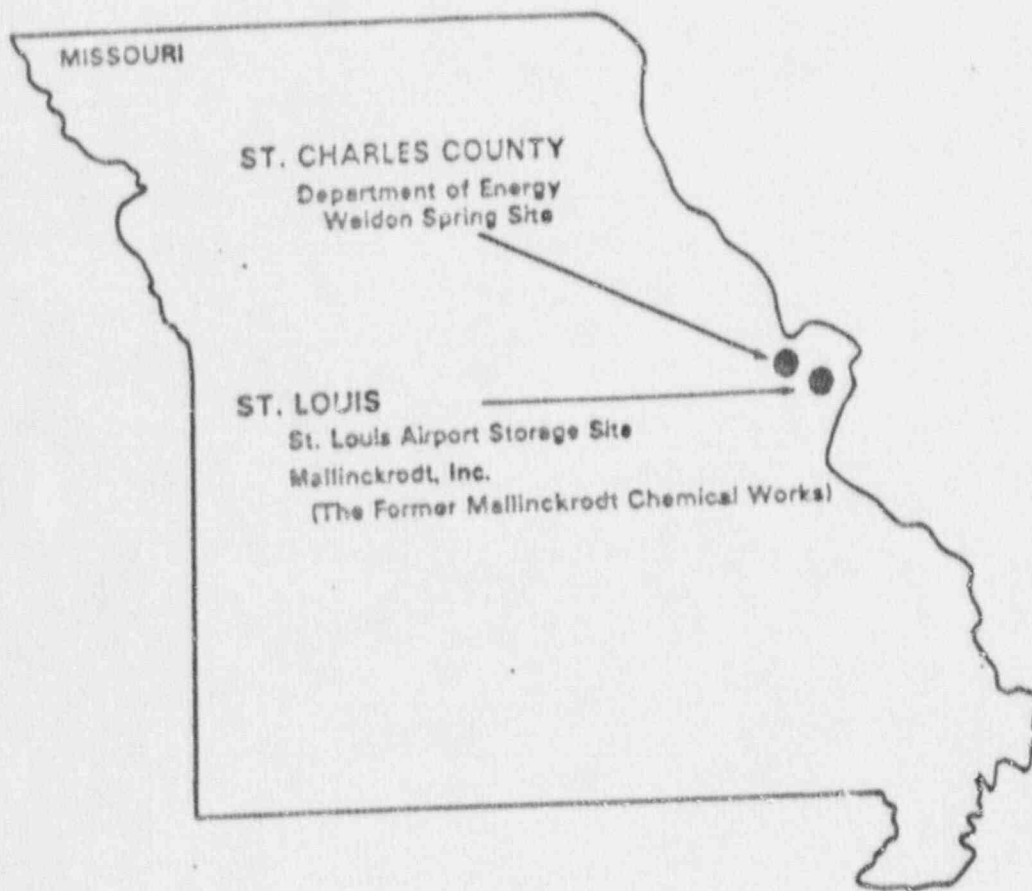 MISSOURI
ST. CHARLES COUNTY
Department of Energy
Weldon Spring Site
ST. LOUIS
St. Louis Airport Storage Site
Mallinckrodt, Inc.
(The Former Mallinckrodt Chemical Works)